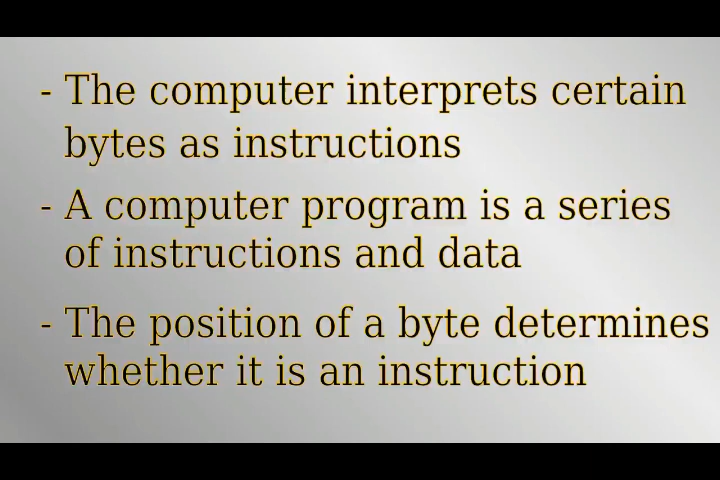 - The computer interprets certain
bytes as instructions
- A computer program is a series
of instructions and data
- The position of a byte determines
whether it is an instruction